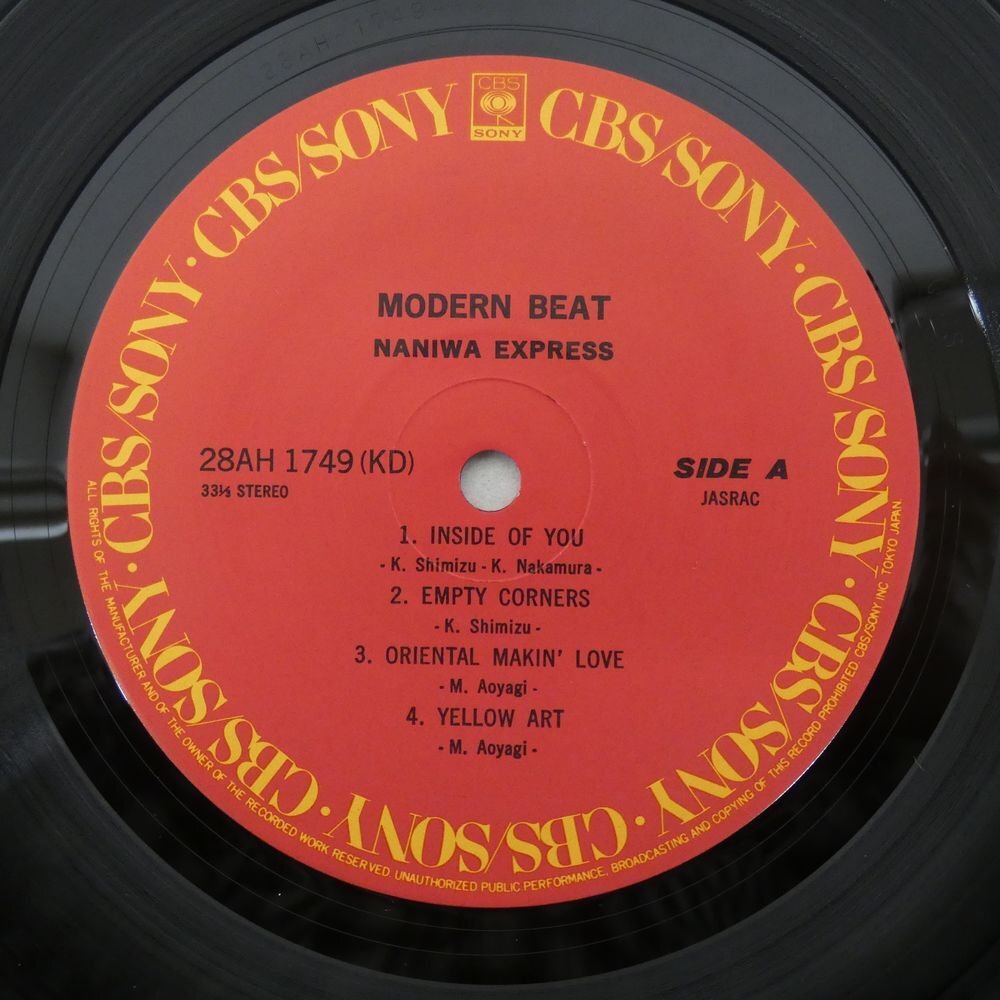 28AH-1749
CBS
SONY
CBS/SONY · CBS/SONY · CBS/SONY · CBS/SONY · CBS/SONY · CBS/SONY · CBS/SONY · CBS/SONY · CBS/SONY
MODERN BEAT
NANIWA EXPRESS
28AH 1749 (KD)
33⅓ STEREO
SIDE A
JASRAC
1. INSIDE OF YOU
- K. Shimizu - K. Nakamura -
2. EMPTY CORNERS
- K. Shimizu -
3. ORIENTAL MAKIN' LOVE
- M. Aoyagi -
4. YELLOW ART
- M. Aoyagi -
ALL RIGHTS OF THE MANUFACTURER AND OF THE OWNER OF THE RECORDED WORK RESERVED UNAUTHORIZED PUBLIC PERFORMANCE, BROADCASTING AND COPYING OF THIS RECORD PROHIBITED CBS/SONY INC TOKYO JAPAN